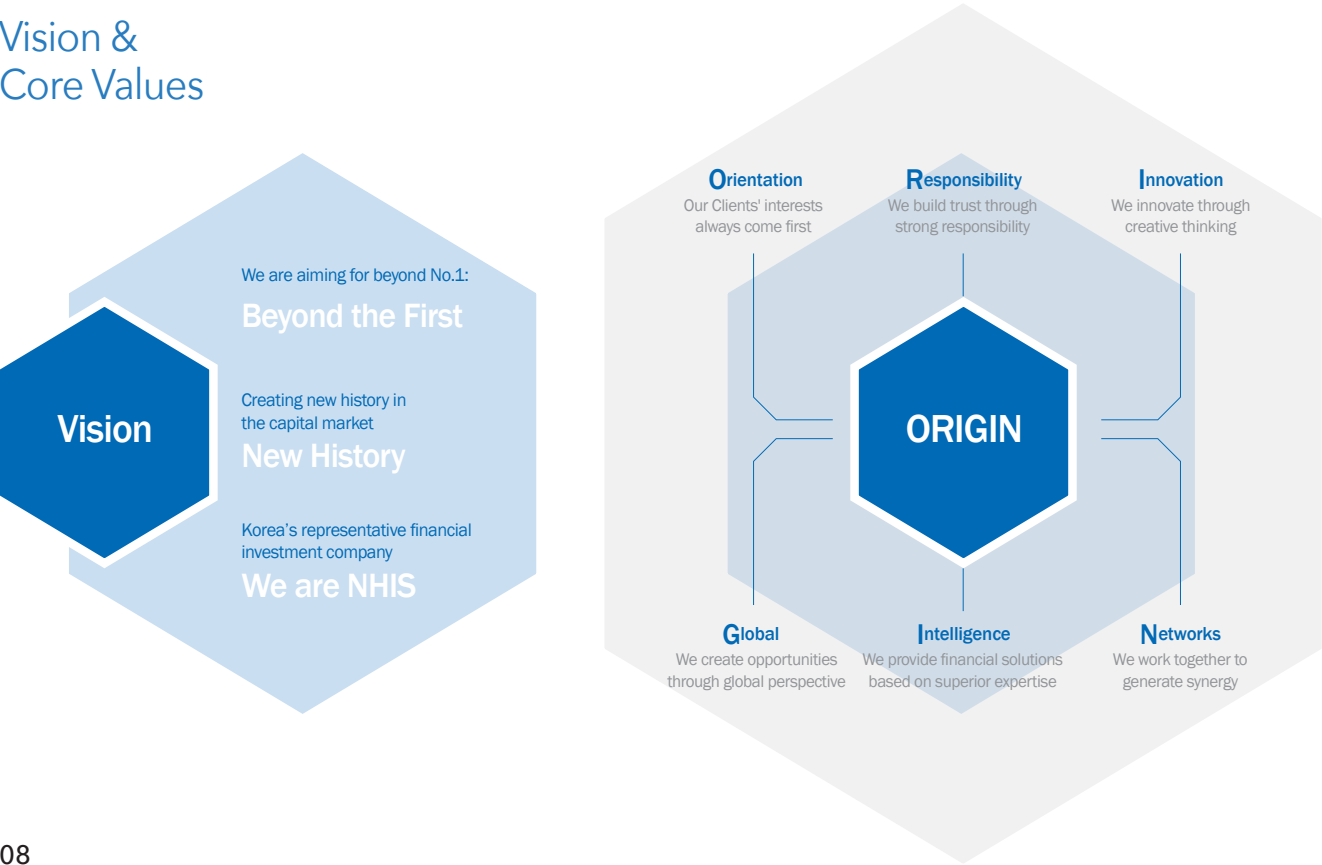 Vision &
Core Values
Vision
We are aiming for beyond No.1:
Beyond the First
Creating new history in
the capital market
New History
Korea’s representative financial
investment company
We are NHIS
Orientation
Our Clients' interests
always come first
Responsibility
We build trust through
strong responsibility
Innovation
We innovate through
creative thinking
ORIGIN
Global
We create opportunities
through global perspective
Intelligence
We provide financial solutions
based on superior expertise
Networks
We work together to
generate synergy
08